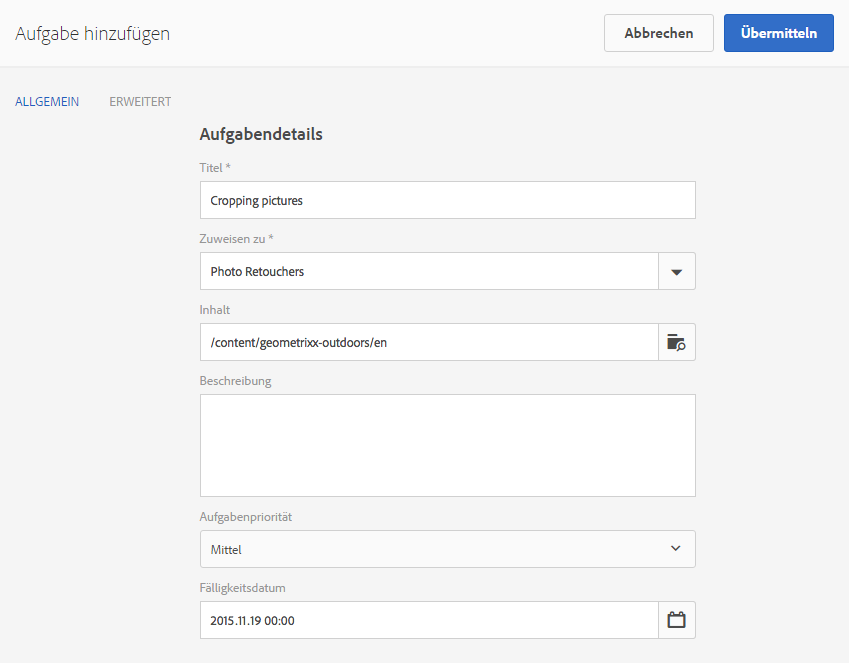 Aufgabe hinzufügen
Abbrechen
Übermitteln
ALLGEMEIN
ERWEITERT
Aufgabendetails
Titel *
Cropping pictures
Zuweisen zu *
Photo Retouchers
Inhalt
/content/geometrixx-outdoors/en
Beschreibung
Aufgabenpriorität
Mittel
Fälligkeitsdatum
2015.11.19 00:00